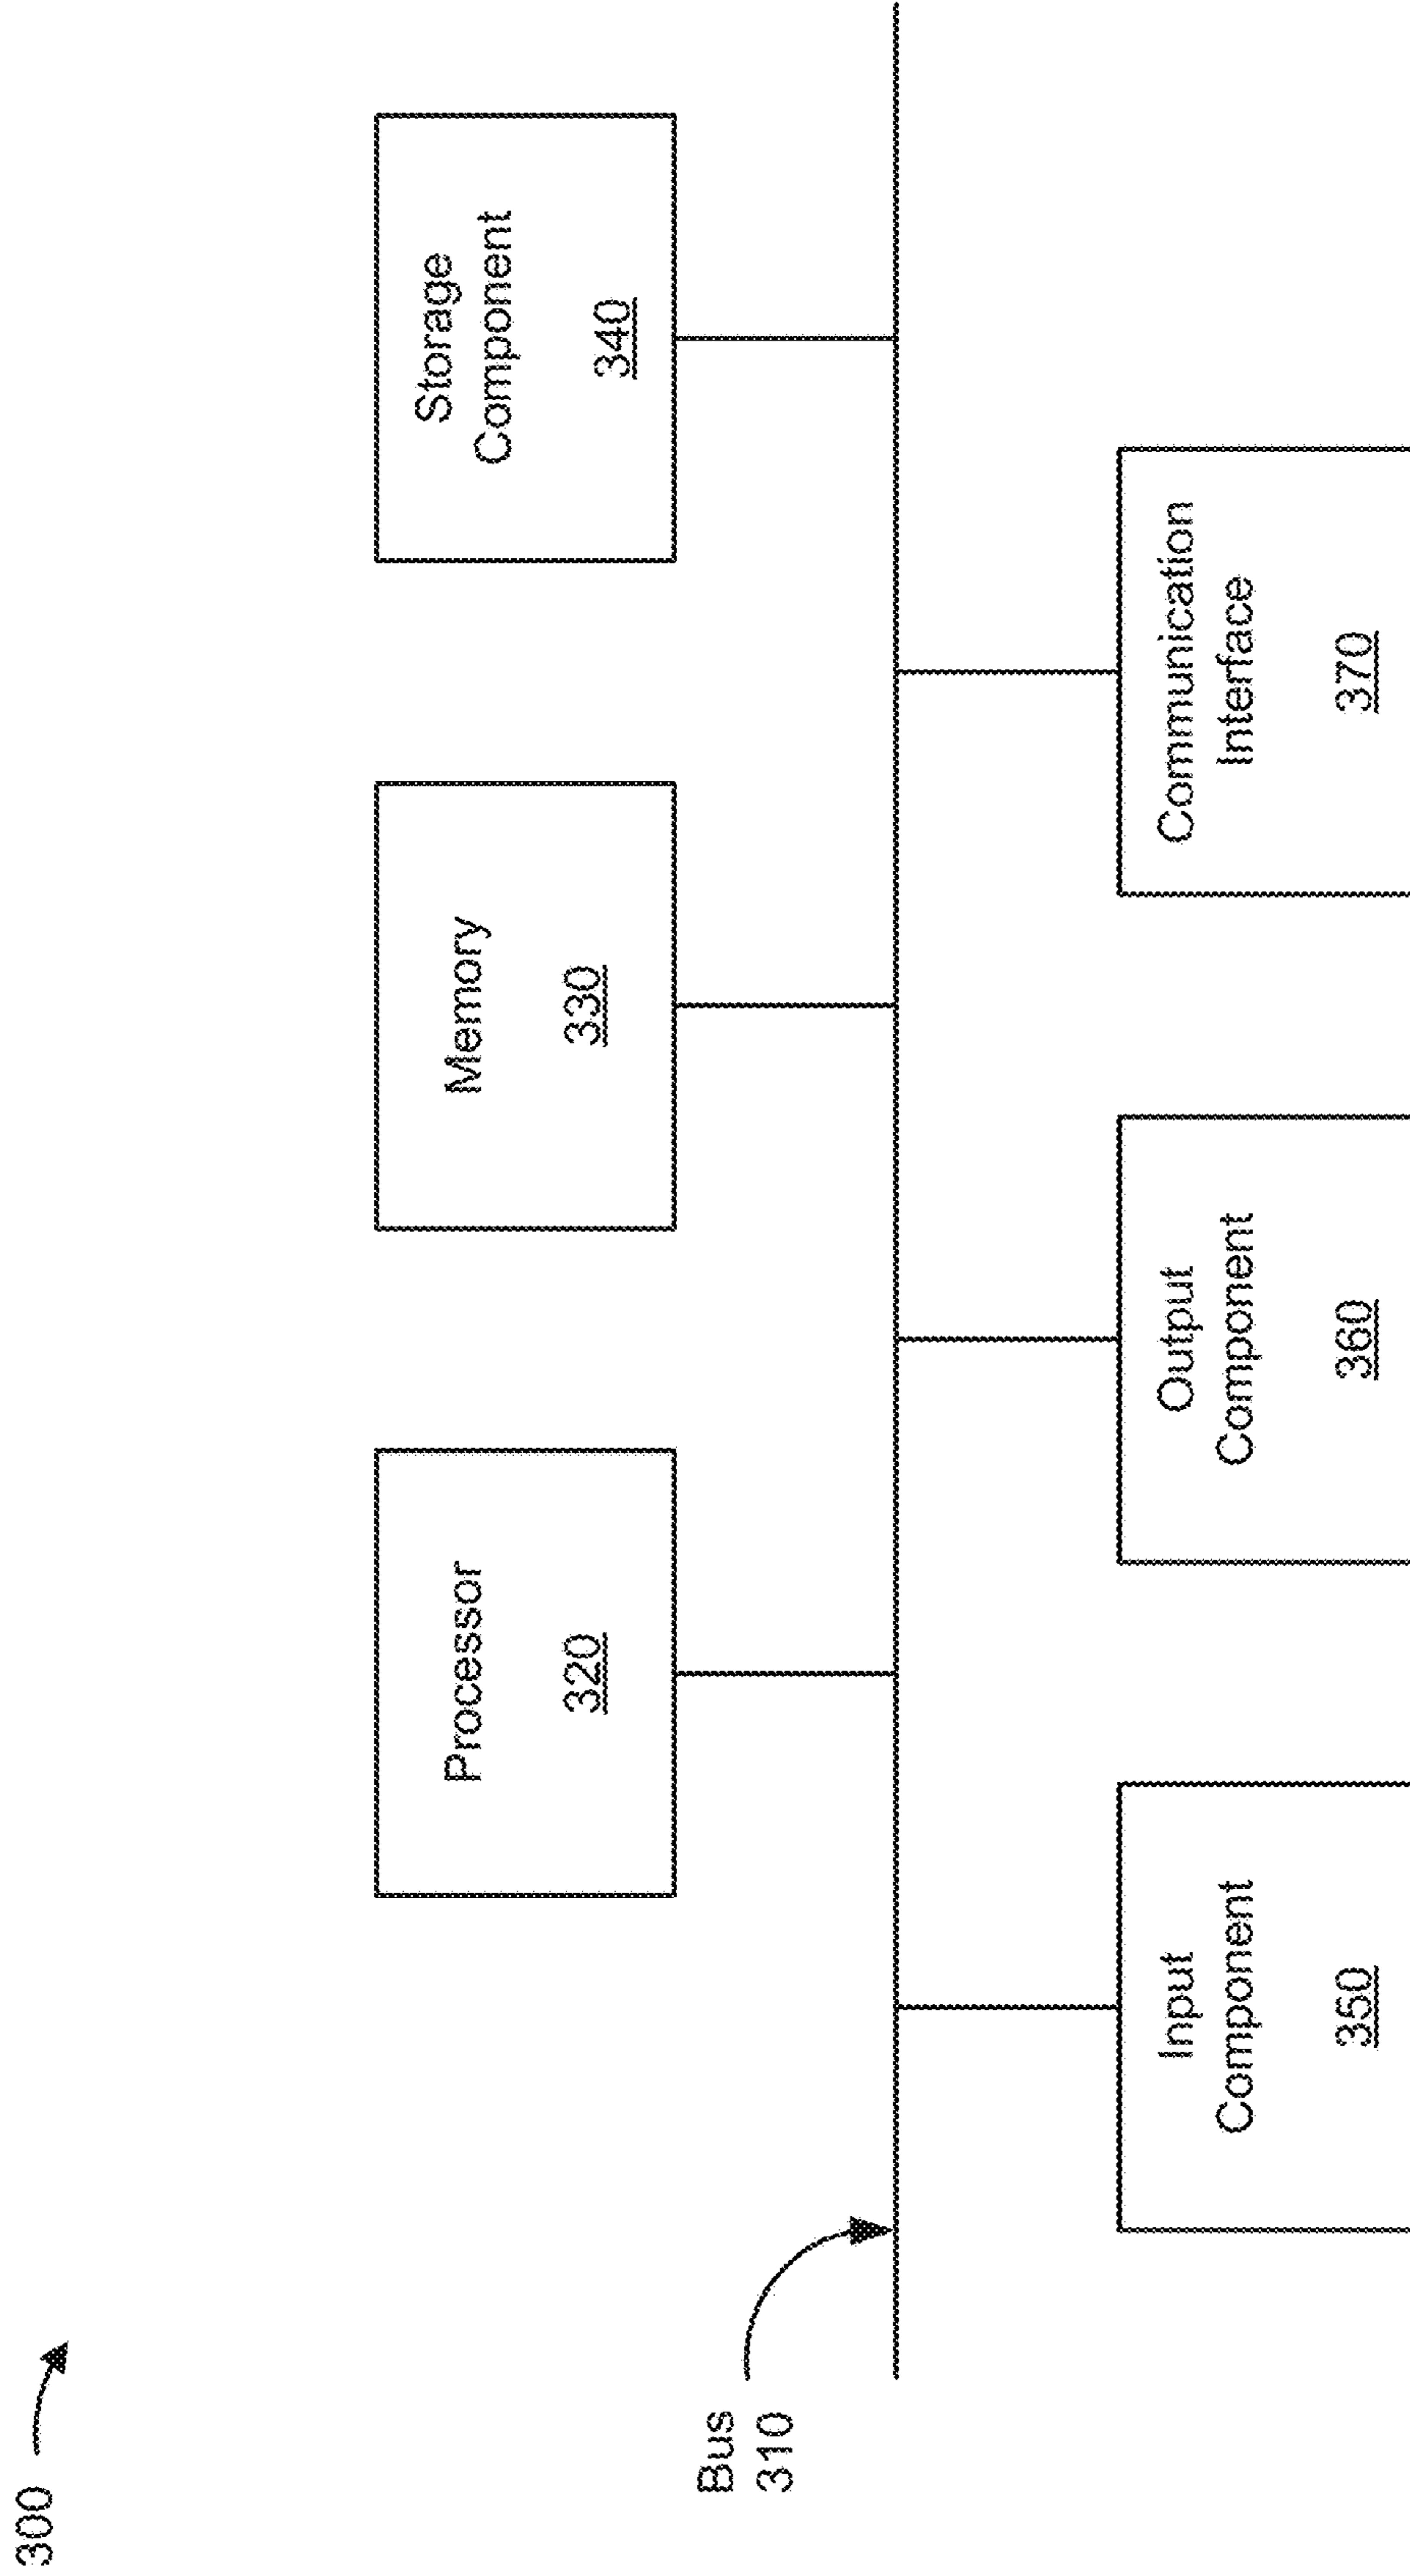 300
Processor
320
Memory
330
Storage
Component
340
Bus
310
Input
Component
350
Output
Component
360
Communication
Interface
370